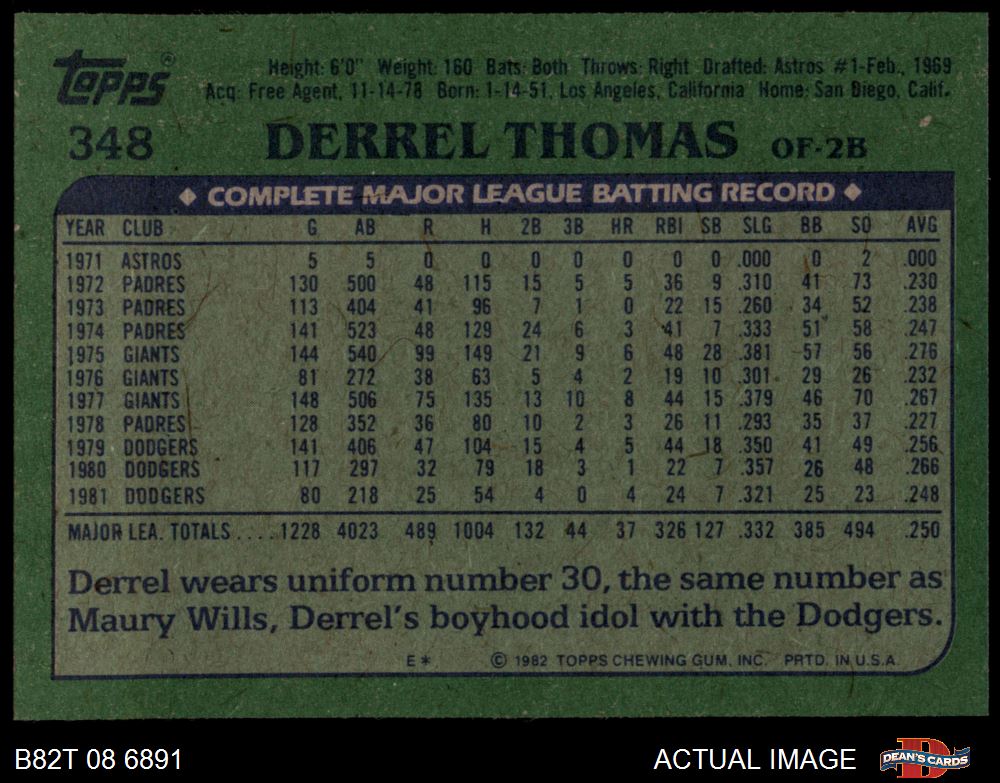 Topps®
Height: 6'0" Weight: 160 Bats: Both Throws: Right Drafted: Astros #1-Feb., 1969
Acq: Free Agent, 11-14-78 Born: 1-14-51, Los Angeles, California Home: San Diego, Calif.
348 DERREL THOMAS OF-2B
◆ COMPLETE MAJOR LEAGUE BATTING RECORD ◆
YEAR CLUB G AB R H 2B 3B HR RBI SB SLG BB SO AVG
1971 ASTROS 5 5 0 0 0 0 0 0 0 .000 0 2 .000
1972 PADRES 130 500 48 115 15 5 5 36 9 .310 41 73 .230
1973 PADRES 113 404 41 96 7 1 0 22 15 .260 34 52 .238
1974 PADRES 141 523 48 129 24 6 3 41 7 .333 51 58 .247
1975 GIANTS 144 540 99 149 21 9 6 48 28 .381 57 56 .276
1976 GIANTS 81 272 38 63 5 4 2 19 10 .301 29 26 .232
1977 GIANTS 148 506 75 135 13 10 8 44 15 .379 46 70 .267
1978 PADRES 128 352 36 80 10 2 3 26 11 .293 35 37 .227
1979 DODGERS 141 406 47 104 15 4 5 44 18 .350 41 49 .256
1980 DODGERS 117 297 32 79 18 3 1 22 7 .357 26 48 .266
1981 DODGERS 80 218 25 54 4 0 4 24 7 .321 25 23 .248
MAJOR LEA. TOTALS .... 1228 4023 489 1004 132 44 37 326 127 .332 385 494 .250
Derrel wears uniform number 30, the same number as
Maury Wills, Derrel's boyhood idol with the Dodgers.
E* © 1982 TOPPS CHEWING GUM, INC. PRTD. IN U.S.A.
B82T 08 6891 ACTUAL IMAGE DEAN'S CARDS